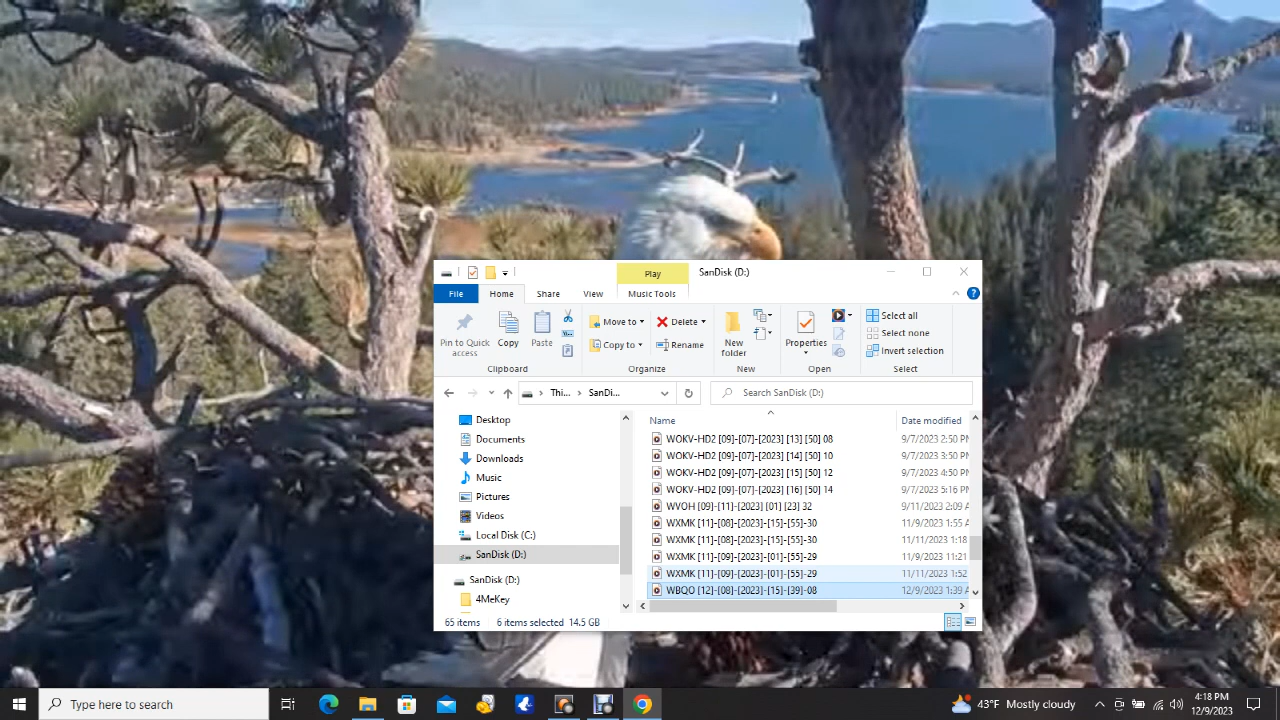 Play
SanDisk (D:)
File
Home
Share
View
Music Tools
Pin to Quick access
Copy
Paste
Move to
Copy to
Delete
Rename
New folder
Properties
Select all
Select none
Invert selection
Clipboard
Organize
New
Open
Select
Thi...
SanDi...
Search SanDisk (D:)
Desktop
Documents
Downloads
Music
Pictures
Videos
Local Disk (C:)
SanDisk (D:)
SanDisk (D:)
4MeKey
Name
Date modified
WOKV-HD2 [09]-[07]-[2023] [13] [50] 08
9/7/2023 2:50 PM
WOKV-HD2 [09]-[07]-[2023] [14] [50] 10
9/7/2023 3:50 PM
WOKV-HD2 [09]-[07]-[2023] [15] [50] 12
9/7/2023 4:50 PM
WOKV-HD2 [09]-[07]-[2023] [16] [50] 14
9/7/2023 5:16 PM
WVOH [09]-[11]-[2023] [01] [23] 32
9/11/2023 2:09 A
WXMK [11]-[08]-[2023]-[15]-[55]-30
11/9/2023 1:55 A
WXMK [11]-[08]-[2023]-[15]-[55]-30
11/11/2023 1:18
WXMK [11]-[09]-[2023]-[01]-[55]-29
11/9/2023 11:21
WXMK [11]-[09]-[2023]-[01]-[55]-29
11/11/2023 1:52
WBQO [12]-[08]-[2023]-[15]-[39]-08
12/9/2023 1:39 A
65 items
6 items selected
14.5 GB
Type here to search
43°F
Mostly cloudy
4:18 PM
12/9/2023